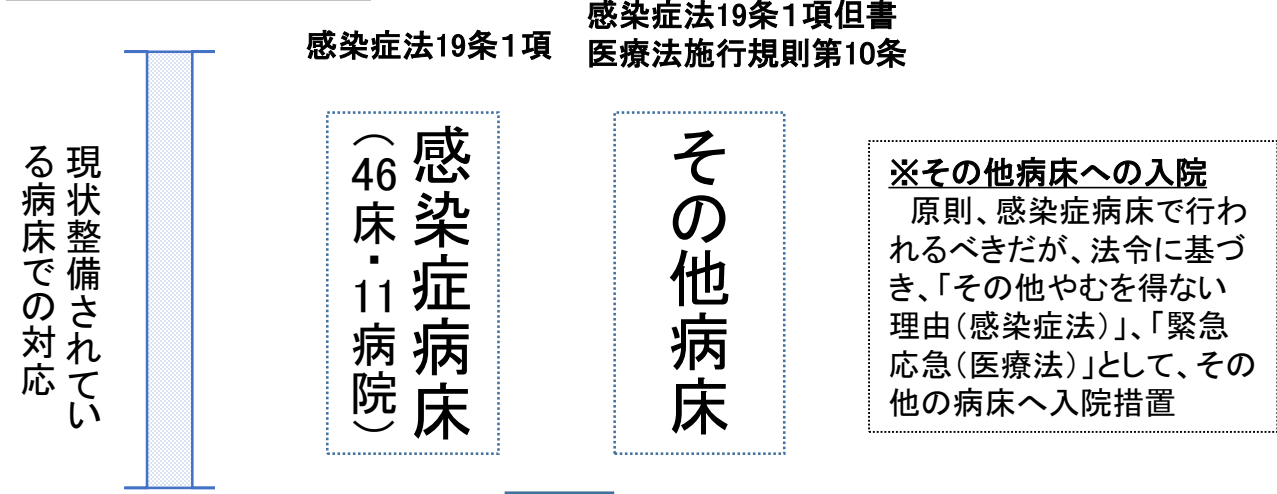 感染症法19条1項
感染症法19条1項但書
医療法施行規則第10条
現状整備されてい
る病床での対応
感染症病床
（46床・11病院）
その他病床
※その他病床への入院
原則、感染症病床で行わ
れるべきだが、法令に基づ
き、「その他やむを得ない
理由（感染症法）」、「緊急
応急（医療法）」として、その
他の病床へ入院措置